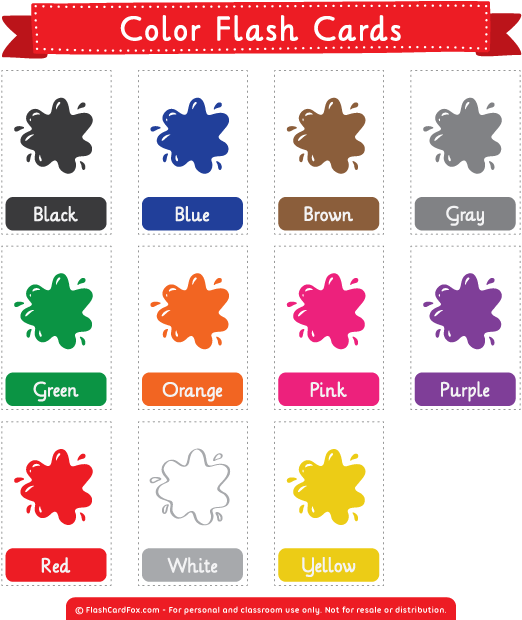 Color Flash Cards
Black
Blue
Brown
Gray
Green
Orange
Pink
Purple
Red
White
Yellow
© FlashCardFox.com - For personal and classroom use only. Not for resale or distribution.